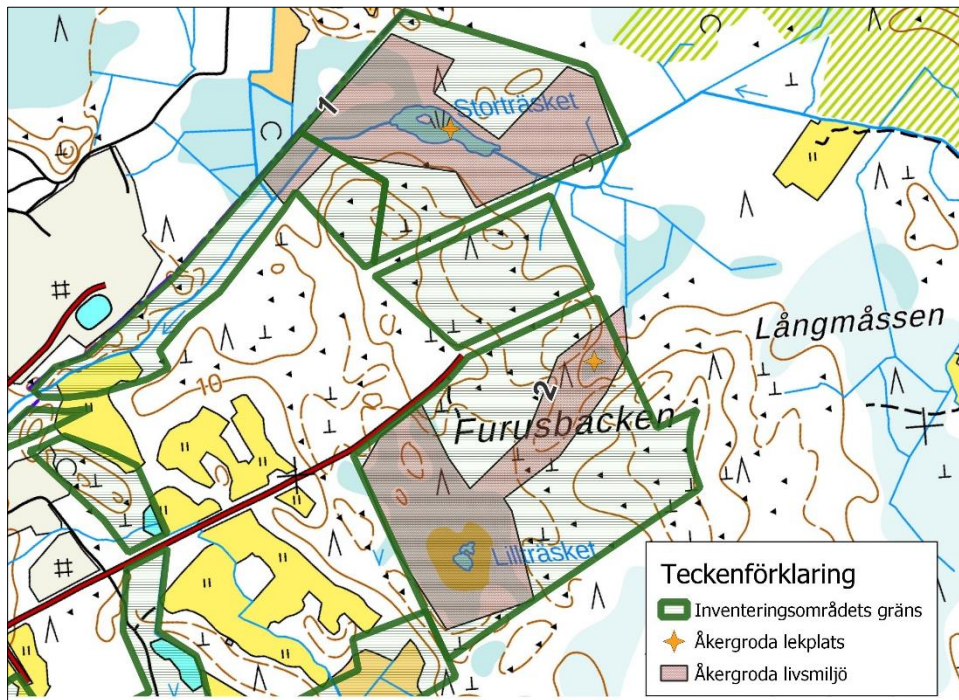 1
Storträsket
Långmåssen
10
2
Furusbacken
Lillträsket
Teckenförklaring
Inventeringsområdets gräns
Åkergroda lekplats
Åkergroda livsmiljö